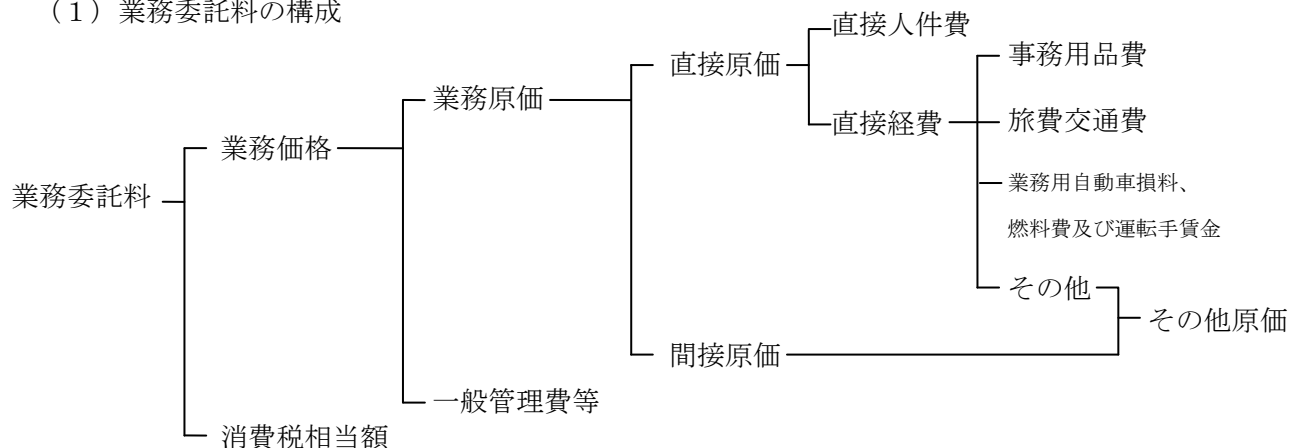 （１）業務委託料の構成
直接人件費
事務用品費
直接原価
業務原価
直接経費
旅費交通費
業務価格
業務用自動車損料、
業務委託料
燃料費及び運転手賃金
その他
その他原価
間接原価
一般管理費等
消費税相当額